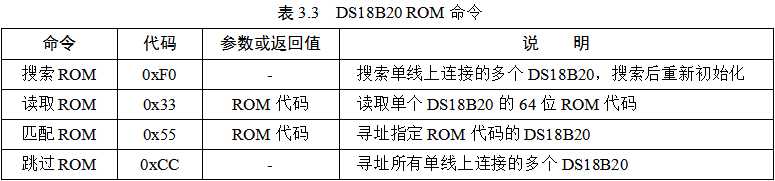 表 3.3 DS18B20 ROM 命令
命令 代码 参数或返回值 说 明
搜索 ROM 0xF0 - 搜索单线上连接的多个 DS18B20，搜索后重新初始化
读取 ROM 0x33 ROM 代码 读取单个 DS18B20 的 64 位 ROM 代码
匹配 ROM 0x55 ROM 代码 寻址指定 ROM 代码的 DS18B20
跳过 ROM 0xCC - 寻址所有单线上连接的多个 DS18B20